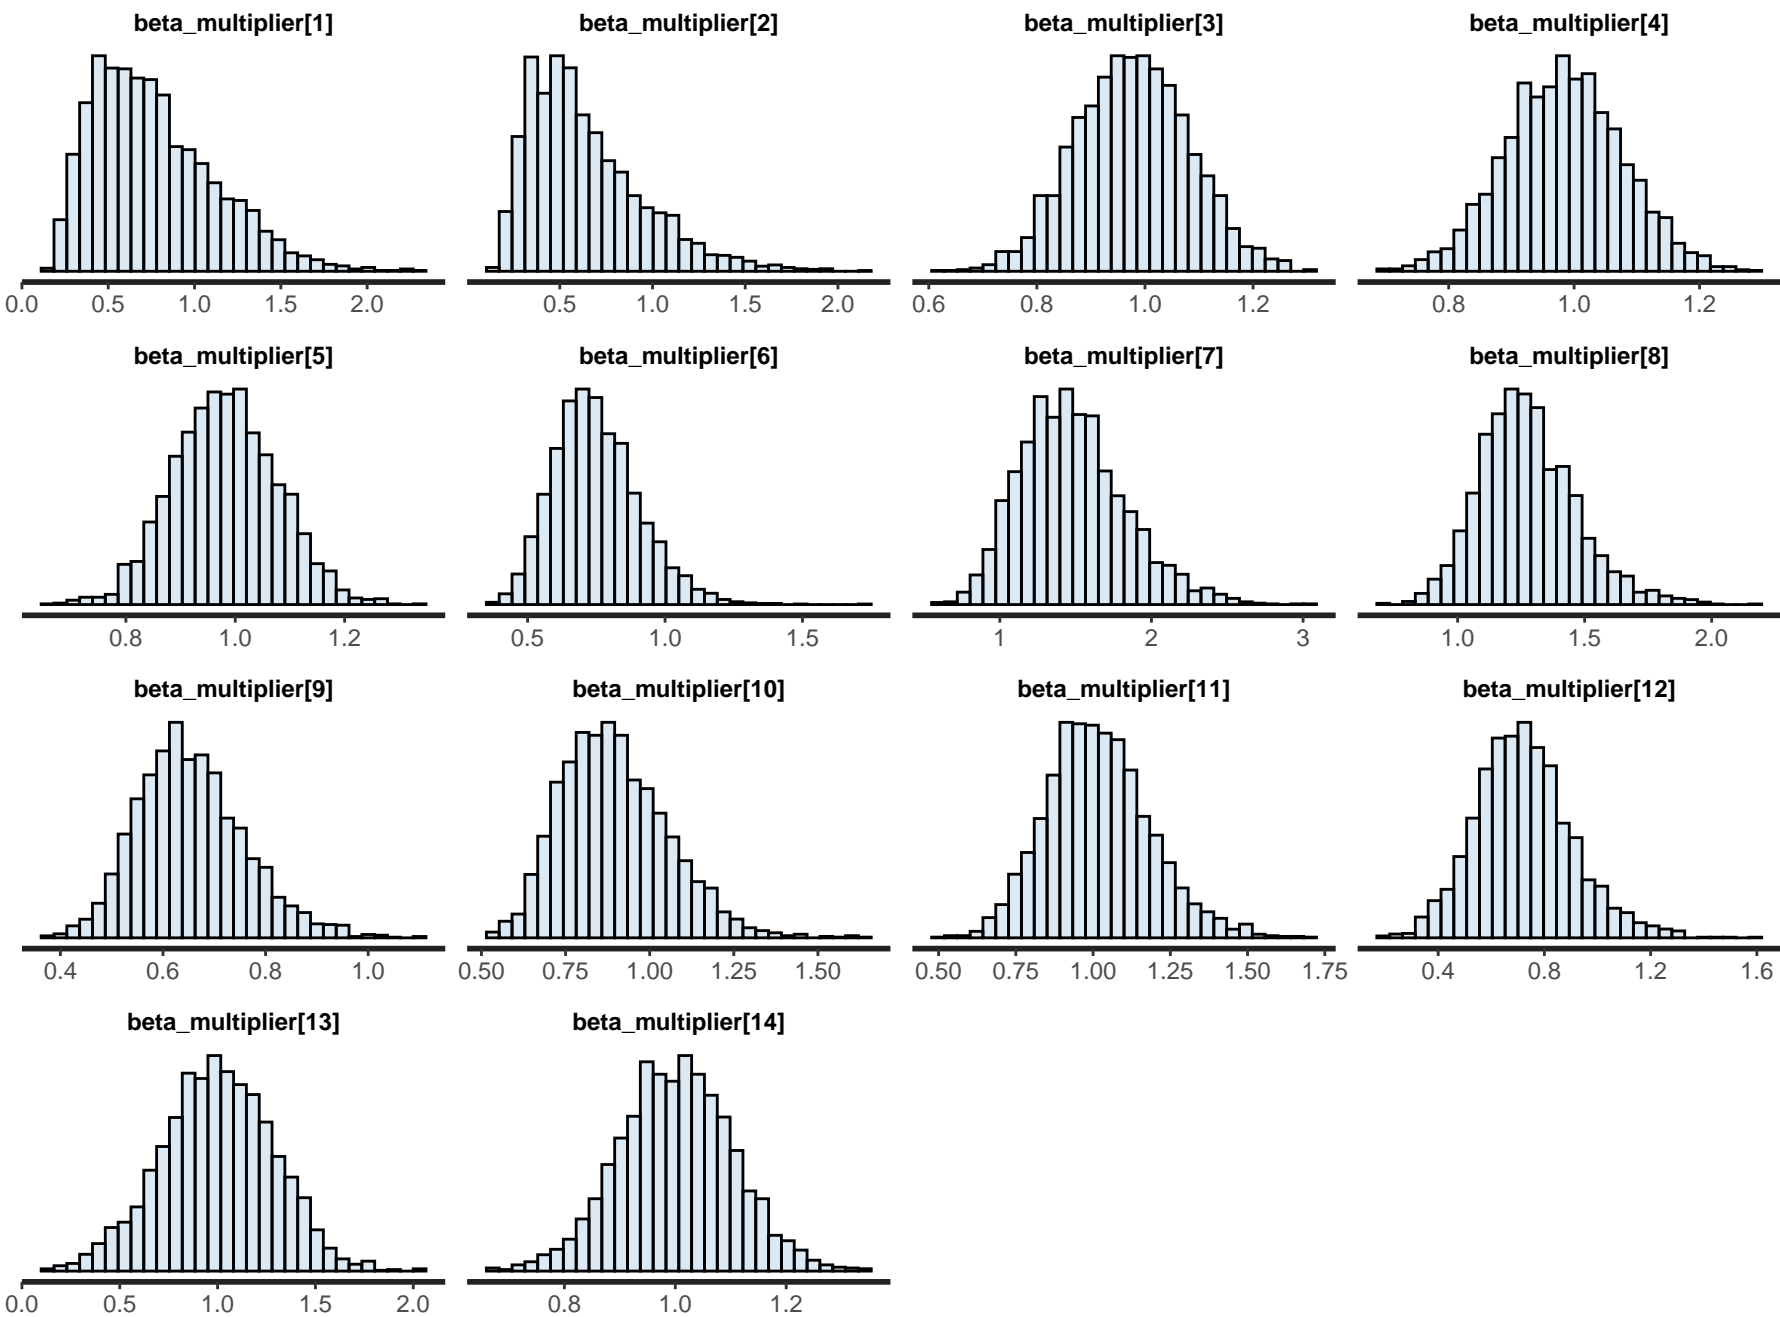 beta_multiplier[1] beta_multiplier[2] beta_multiplier[3] beta_multiplier[4]
0.0 0.5 1.0 1.5 2.0 0.5 1.0 1.5 2.0 0.6 0.8 1.0 1.2 0.8 1.0 1.2
beta_multiplier[5] beta_multiplier[6] beta_multiplier[7] beta_multiplier[8]
0.8 1.0 1.2 0.5 1.0 1.5 1 2 3 1.0 1.5 2.0
beta_multiplier[9] beta_multiplier[10] beta_multiplier[11] beta_multiplier[12]
0.4 0.6 0.8 1.0 0.50 0.75 1.00 1.25 1.50 0.50 0.75 1.00 1.25 1.50 1.75 0.4 0.8 1.2 1.6
beta_multiplier[13] beta_multiplier[14]
0.0 0.5 1.0 1.5 2.0 0.8 1.0 1.2